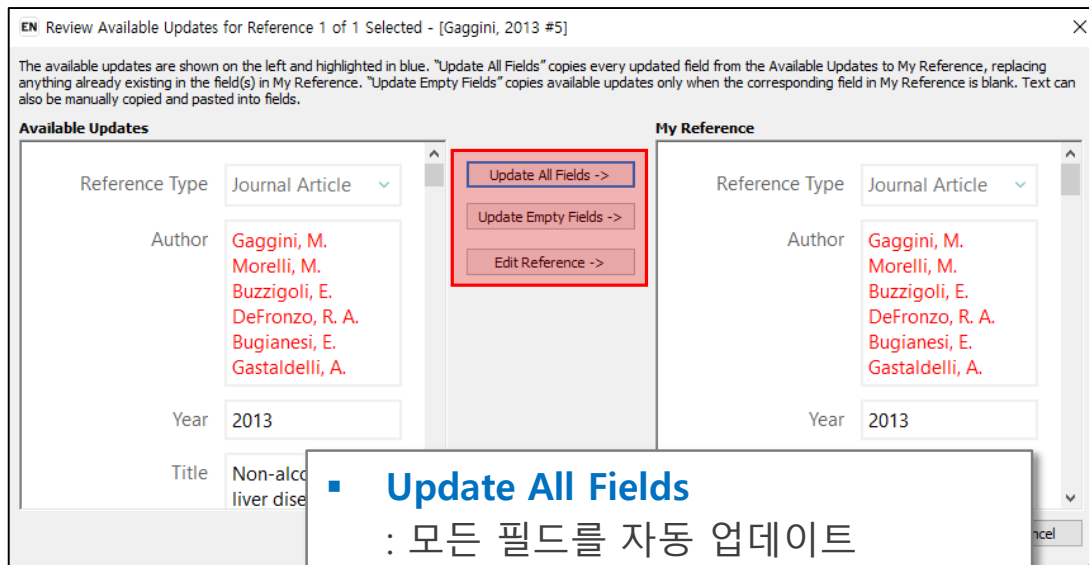 EN Review Available Updates for Reference 1 of 1 Selected - [Gaggini, 2013 #5]
The available updates are shown on the left and highlighted in blue. "Update All Fields" copies every updated field from the Available Updates to My Reference, replacing
anything already existing in the field(s) in My Reference. "Update Empty Fields" copies available updates only when the corresponding field in My Reference is blank. Text can
also be manually copied and pasted into fields.
Available Updates
My Reference
Reference Type Journal Article
Author Gaggini, M.
Morelli, M.
Buzzigoli, E.
DeFronzo, R. A.
Bugianesi, E.
Gastaldelli, A.
Year 2013
Title Non-alco
liver dise
Update All Fields ->
Update Empty Fields ->
Edit Reference ->
Reference Type Journal Article
Author Gaggini, M.
Morelli, M.
Buzzigoli, E.
DeFronzo, R. A.
Bugianesi, E.
Gastaldelli, A.
Year 2013
▪ Update All Fields
: 모든 필드를 자동 업데이트